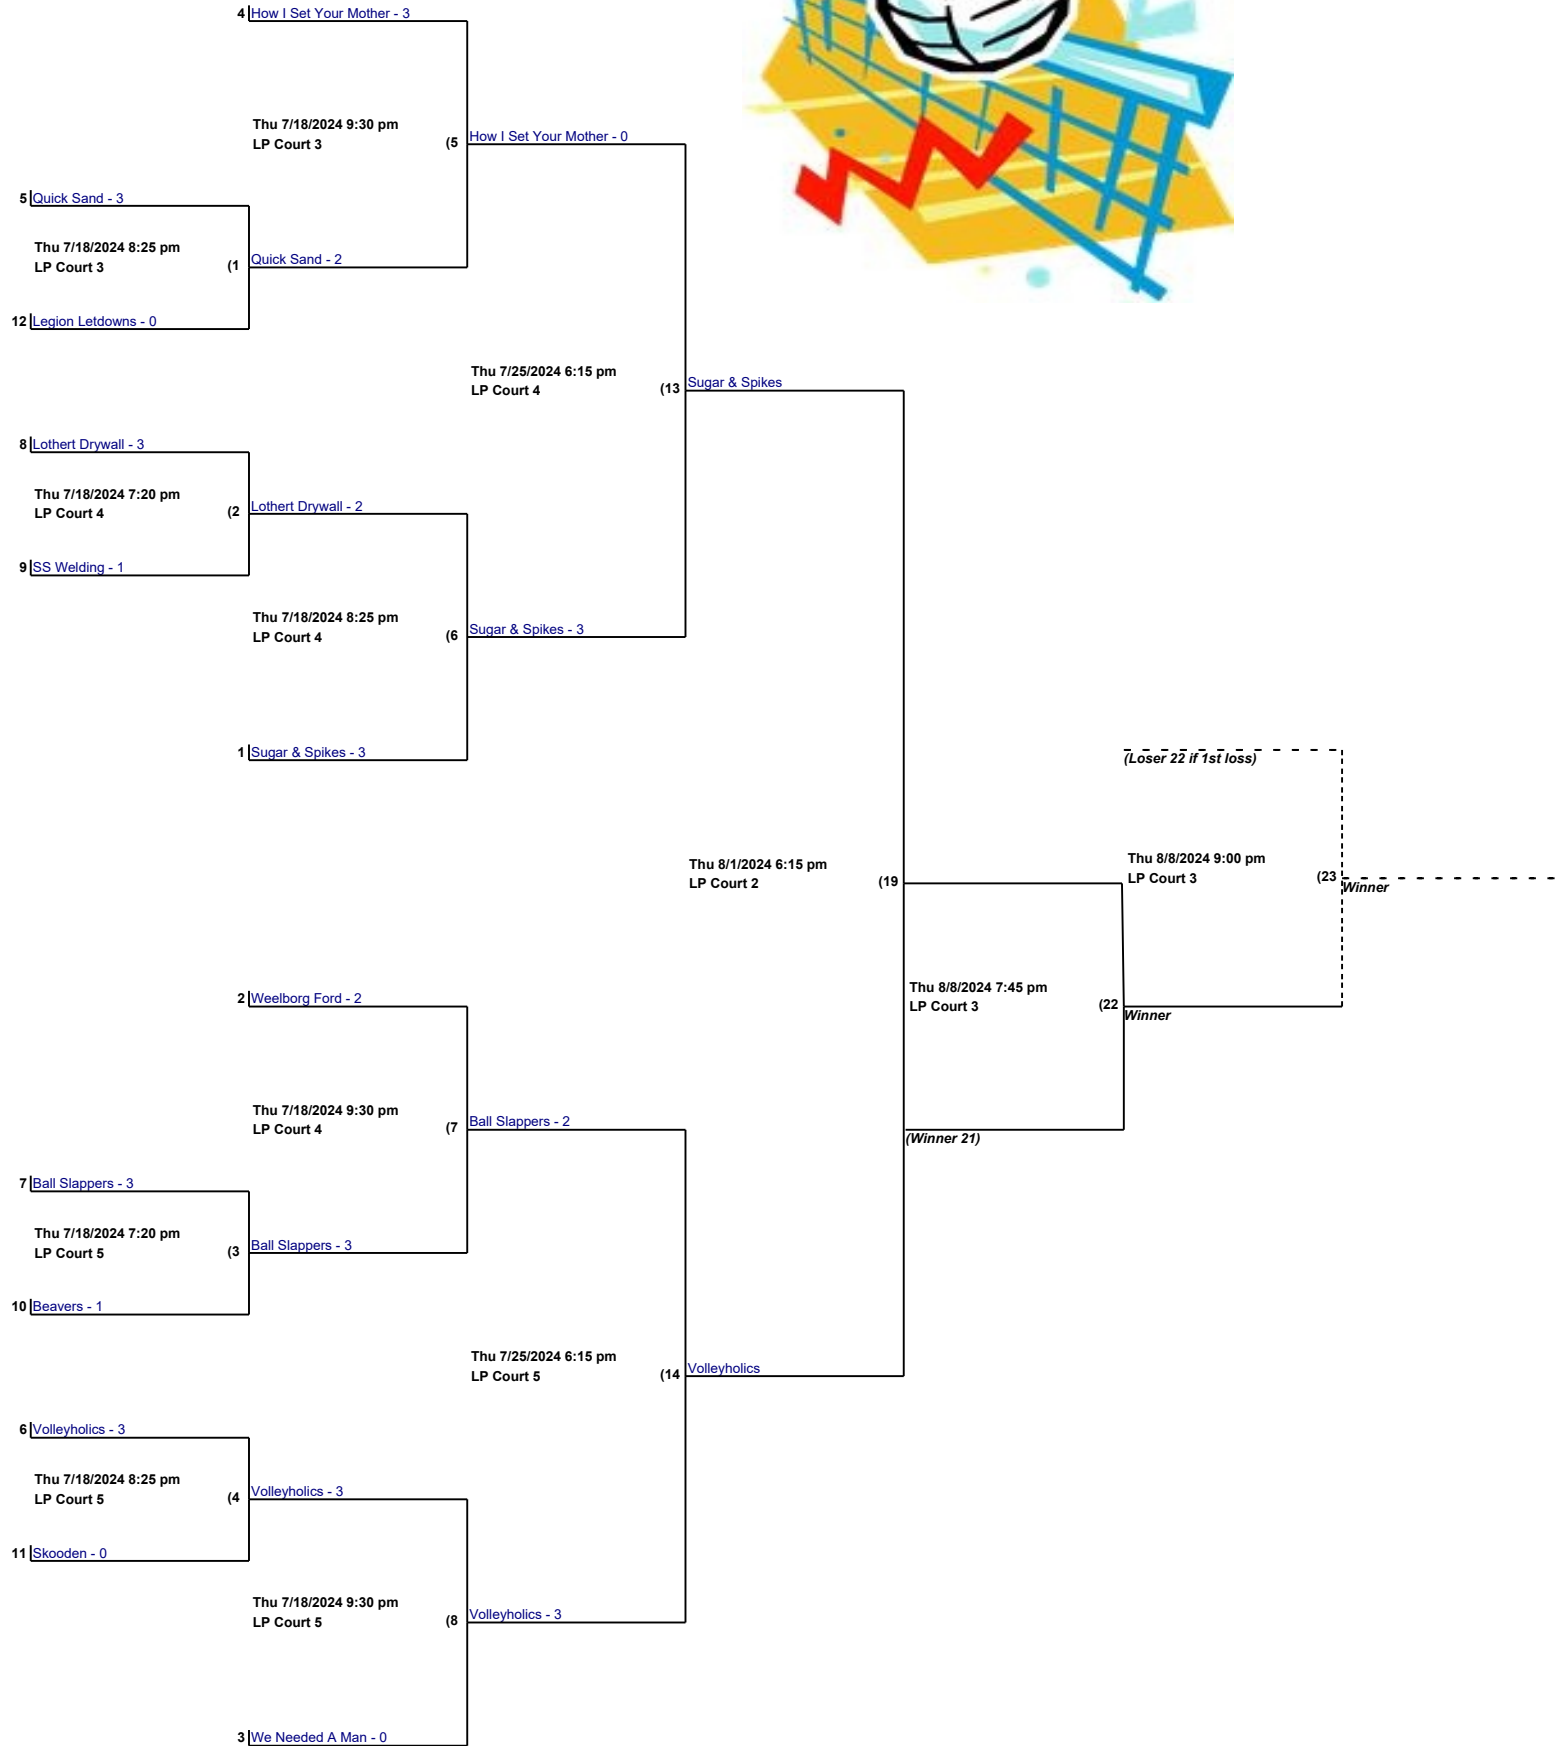 4 How I Set Your Mother - 3
Thu 7/18/2024 9:30 pm
LP Court 3
(5 How I Set Your Mother - 0
5 Quick Sand - 3
Thu 7/18/2024 8:25 pm
LP Court 3
(1 Quick Sand - 2
12 Legion Letdowns - 0
Thu 7/25/2024 6:15 pm
LP Court 4
(13 Sugar & Spikes
8 Lothert Drywall - 3
Thu 7/18/2024 7:20 pm
LP Court 4
(2 Lothert Drywall - 2
9 SS Welding - 1
Thu 7/18/2024 8:25 pm
LP Court 4
(6 Sugar & Spikes - 3
1 Sugar & Spikes - 3
(Loser 22 if 1st loss)
Thu 8/1/2024 6:15 pm
LP Court 2
(19
Thu 8/8/2024 9:00 pm
LP Court 3
(23 Winner
2 Weelborg Ford - 2
Thu 8/8/2024 7:45 pm
LP Court 3
(22 Winner
Thu 7/18/2024 9:30 pm
LP Court 4
(7 Ball Slappers - 2
(Winner 21)
7 Ball Slappers - 3
Thu 7/18/2024 7:20 pm
LP Court 5
(3 Ball Slappers - 3
10 Beavers - 1
Thu 7/25/2024 6:15 pm
LP Court 5
(14 Volleyholics
6 Volleyholics - 3
Thu 7/18/2024 8:25 pm
LP Court 5
(4 Volleyholics - 3
11 Skooden - 0
Thu 7/18/2024 9:30 pm
LP Court 5
(8 Volleyholics - 3
3 We Needed A Man - 0